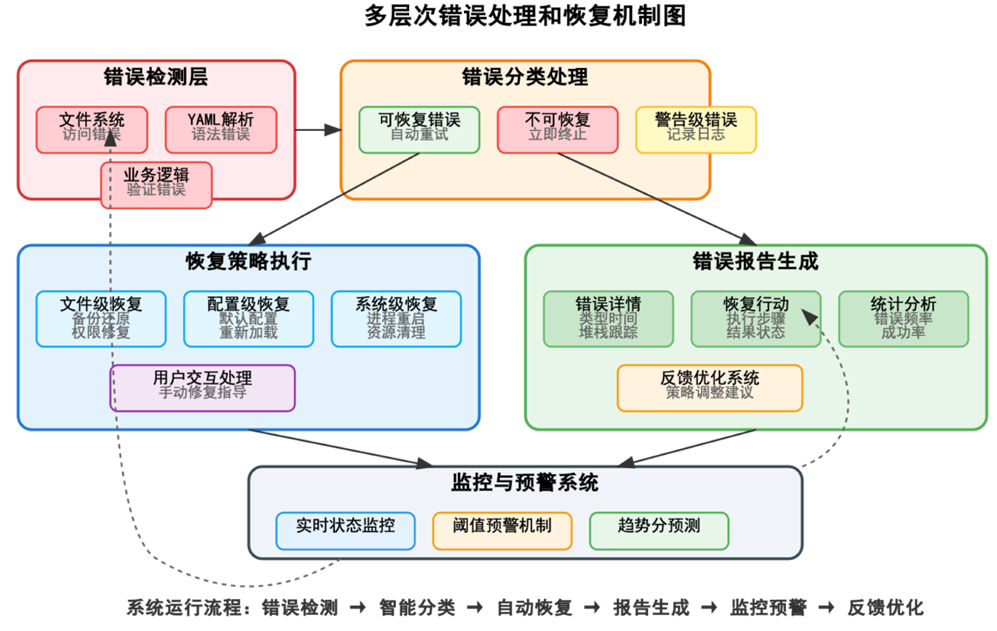 多层次错误处理和恢复机制图
错误检测层
文件系统
访问错误
YAML解析
语法错误
业务逻辑
验证错误
错误分类处理
可恢复错误
自动重试
不可恢复
立即终止
警告级错误
记录日志
恢复策略执行
文件级恢复
备份还原
权限修复
配置级恢复
默认配置
重新加载
系统级恢复
进程重启
资源清理
用户交互处理
手动修复指导
错误报告生成
错误详情
类型时间
堆栈跟踪
恢复行动
执行步骤
结果状态
统计分析
错误频率
成功率
反馈优化系统
策略调整建议
监控与预警系统
实时状态监控
阈值预警机制
趋势分预测
系统运行流程：错误检测 → 智能分类 → 自动恢复 → 报告生成 → 监控预警 → 反馈优化